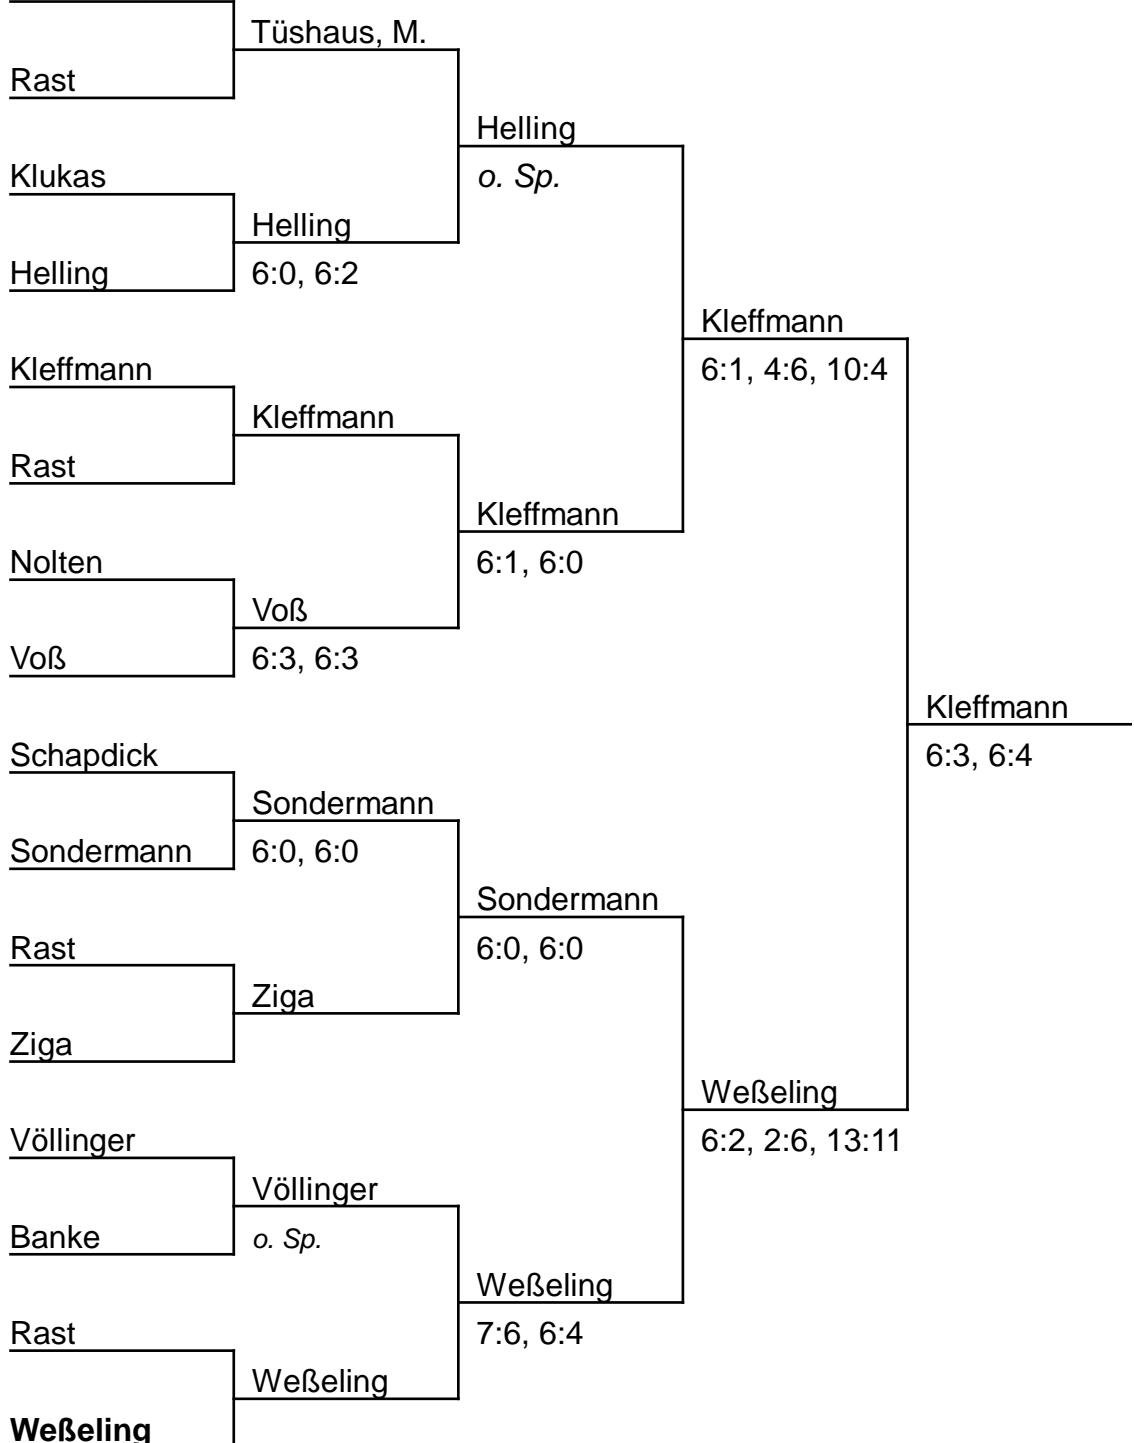 Tüshaus, M.
Rast
Helling
Klukas
o. Sp.
Helling
Helling
6:0, 6:2
Kleffmann
Kleffmann
6:1, 4:6, 10:4
Kleffmann
Rast
Kleffmann
Nolten
6:1, 6:0
Voß
Voß
6:3, 6:3
Kleffmann
Schapdick
6:3, 6:4
Sondermann
Sondermann
6:0, 6:0
Sondermann
Rast
6:0, 6:0
Ziga
Ziga
Weßeling
Völlinger
6:2, 2:6, 13:11
Völlinger
Banke
o. Sp.
Weßeling
Rast
7:6, 6:4
Weßeling
Weßeling